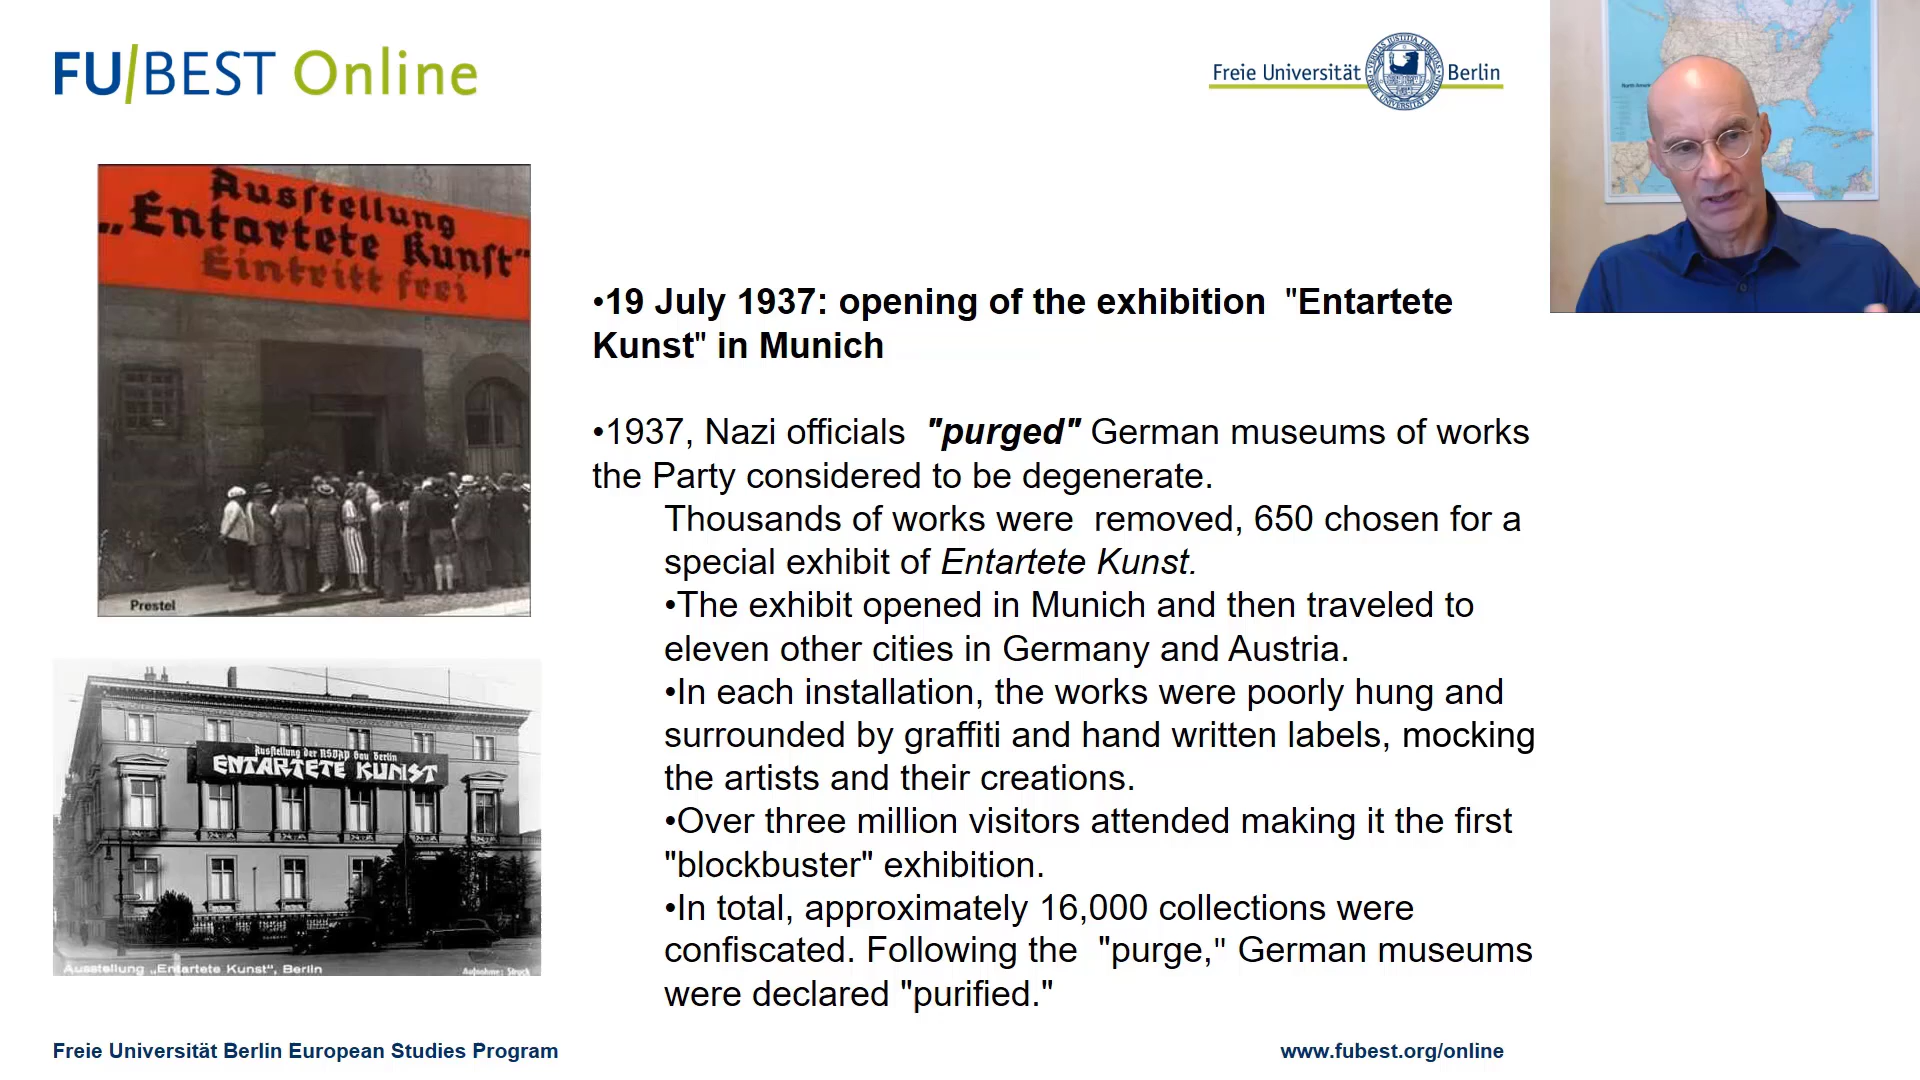 FU/BEST Online
Freie Universität Berlin
North America
Ausstellung
„Entartete Kunst“
Eintritt frei
Prestel
•19 July 1937: opening of the exhibition "Entartete
Kunst" in Munich
•1937, Nazi officials "purged" German museums of works
the Party considered to be degenerate.
Thousands of works were removed, 650 chosen for a
special exhibit of Entartete Kunst.
•The exhibit opened in Munich and then traveled to
eleven other cities in Germany and Austria.
•In each installation, the works were poorly hung and
surrounded by graffiti and hand written labels, mocking
the artists and their creations.
•Over three million visitors attended making it the first
"blockbuster" exhibition.
•In total, approximately 16,000 collections were
confiscated. Following the "purge," German museums
were declared "purified."
Ausstellung der NSDAP Gau Berlin
ENTARTETE KUNST
Ausstellung „Entartete Kunst“, Berlin
Aufnahme:
Freie Universität Berlin European Studies Program
www.fubest.org/online